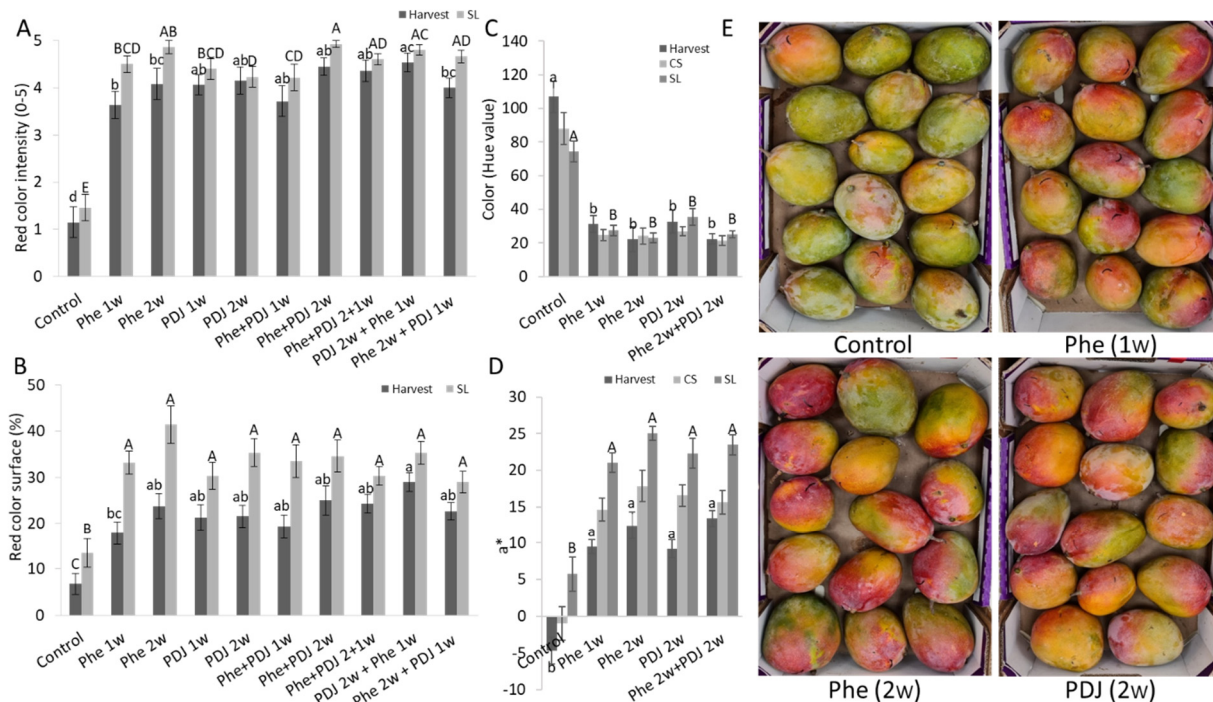 A
Harvest SL
Red color intensity (0-5)
5
4
3
2
1
0
d E b BCD bc AB ab BCD ab D ab CD ab A ab AD ac AC bc AD
Control Phe 1w Phe 2w PDJ 1w PDJ 2w Phe+PDJ 1w Phe+PDJ 2w Phe+PDJ 2+1w PDJ 2w + Phe 1w Phe 2w + PDJ 1w
B
Harvest SL
Red color surface (%)
50
40
30
20
10
0
C B bc A ab A ab A ab A ab A ab A ab A a A ab A
Control Phe 1w Phe 2w PDJ 1w PDJ 2w Phe+PDJ 1w Phe+PDJ 2w Phe+PDJ 2+1w PDJ 2w + Phe 1w Phe 2w + PDJ 1w
C
Harvest
CS
SL
Color (Hue value)
140
120
100
80
60
40
20
0
a A b B b B b B b B
Control Phe 1w Phe 2w PDJ 2w Phe 2w+PDJ 2w
D
Harvest CS SL
a*
30
25
20
15
10
5
0
-5
-10
b B a A a A a A a A
Control Phe 1w Phe 2w PDJ 2w Phe 2w+PDJ 2w
E
Control
Phe (1w)
Phe (2w)
PDJ (2w)